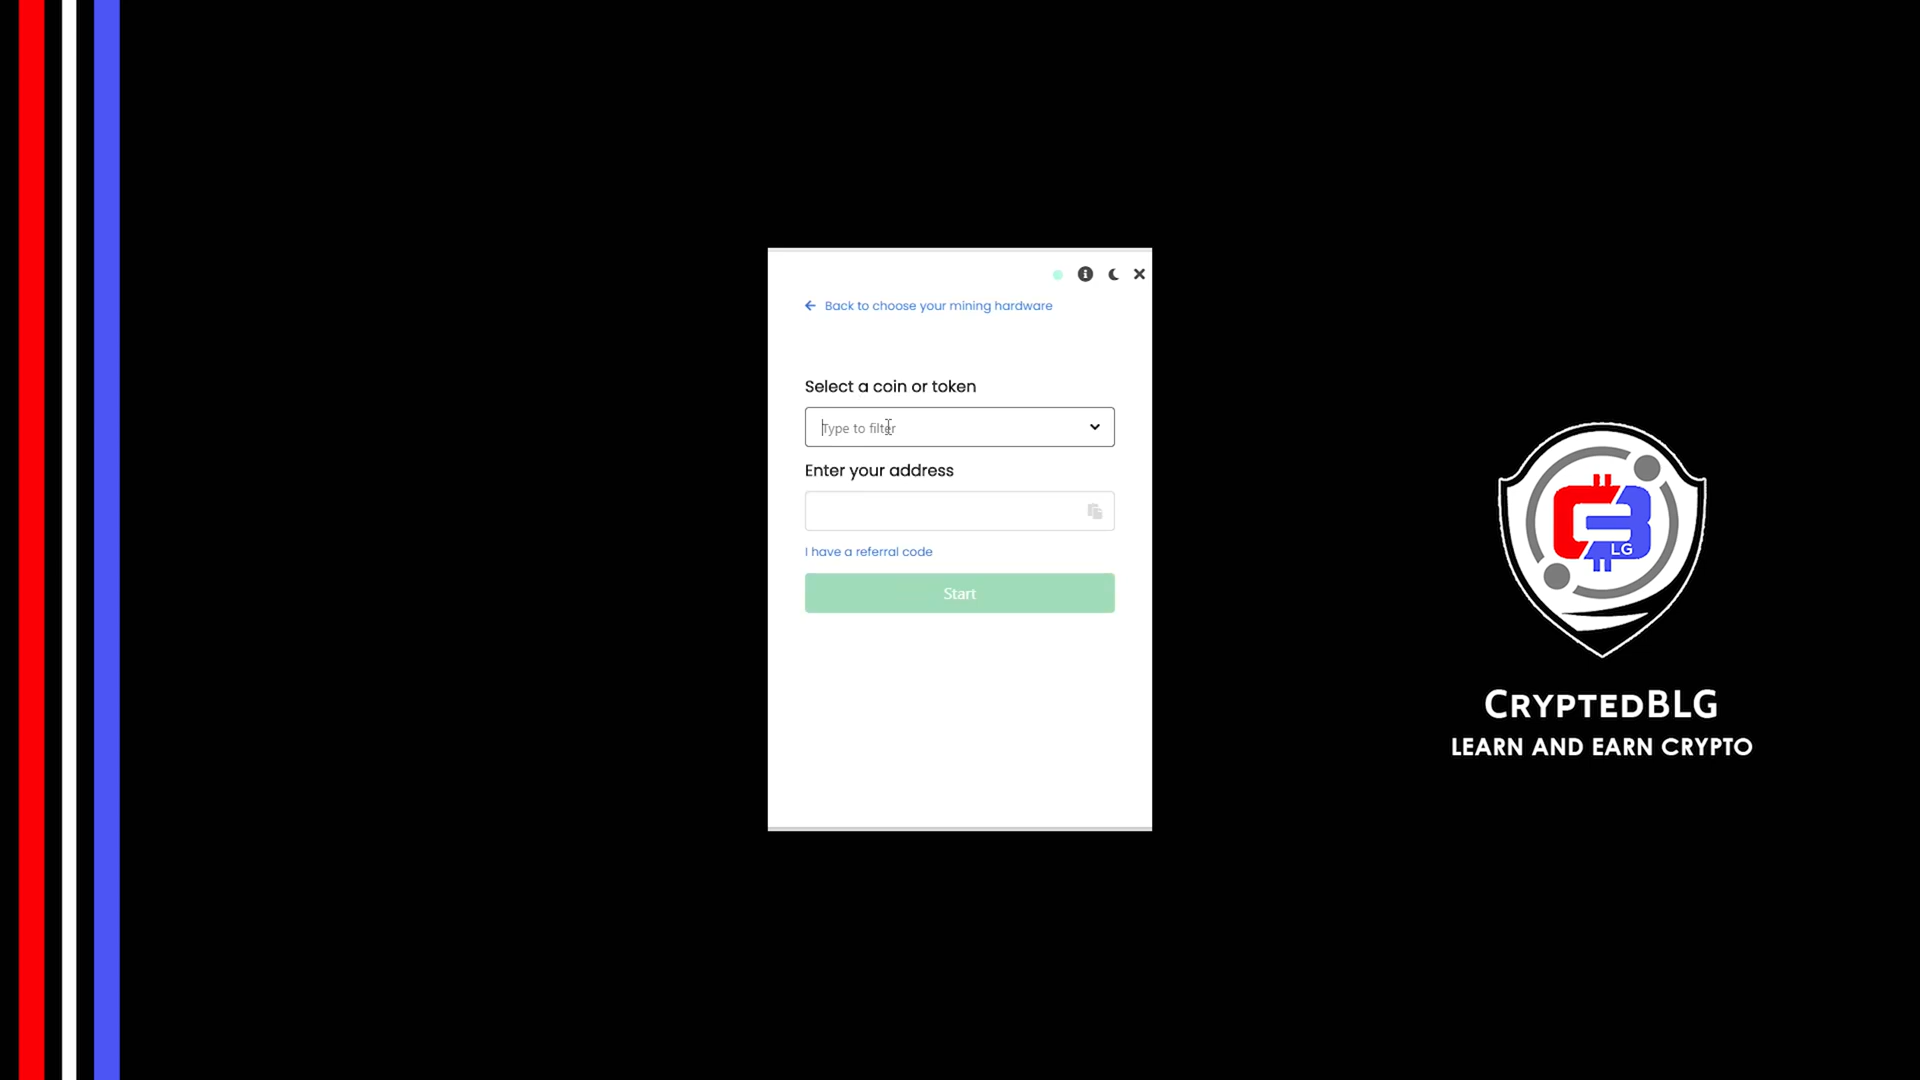 Back to choose your mining hardware
Select a coin or token
Type to filter
Enter your address
I have a referral code
Start
CB
LG
CRYPTEDBLG
LEARN AND EARN CRYPTO